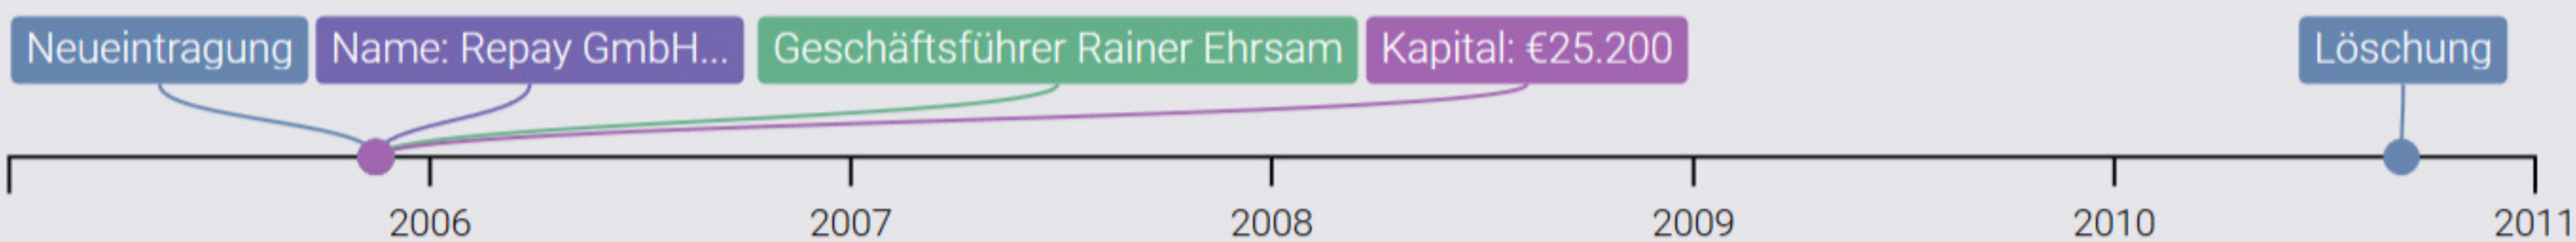 Neueintragung Name: Repay GmbH... Geschäftsführer Rainer Ehrsam Kapital: €25.200 Löschung
2006 2007 2008 2009 2010 2011